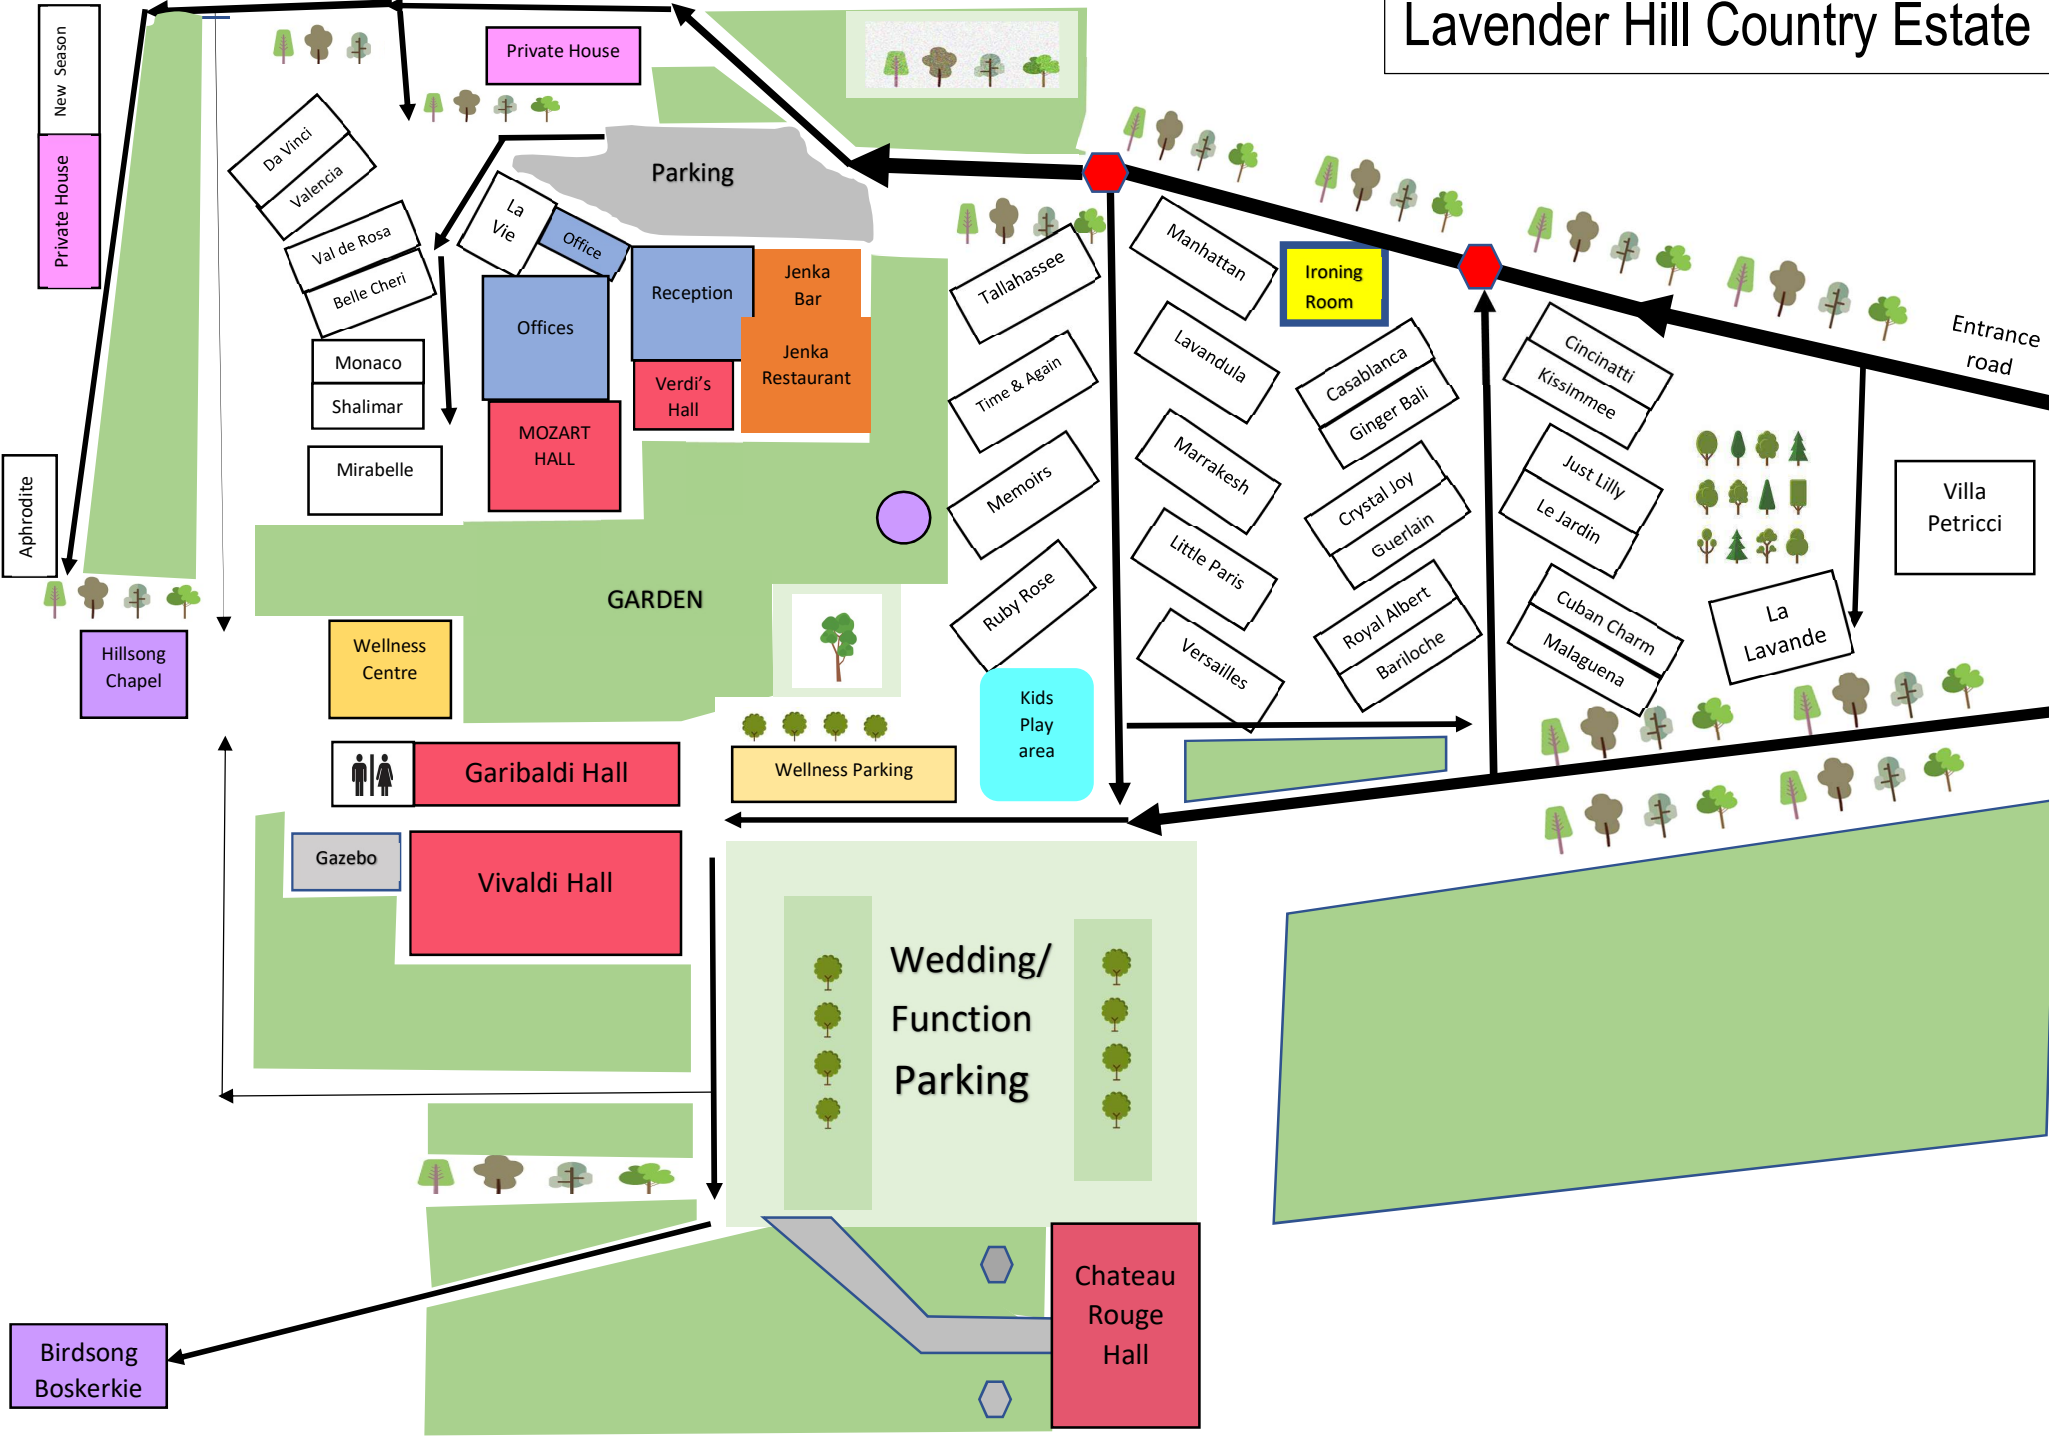 Lavender Hill Country Estate
New Season
Private House
Private House
Parking
Da Vinci
Valencia
Val de Rosa
Belle Cheri
Monaco
Shalimar
Mirabelle
La
Vie
Office
Offices
Reception
Jenka
Bar
Jenka
Restaurant
Verdi's
Hall
MOZART
HALL
Tallahassee
Time & Again
Memoirs
Ruby Rose
Manhattan
Lavandula
Marrakesh
Little Paris
Versailles
Ironing
Room
Casablanca
Ginger Bali
Crystal Joy
Guerlain
Royal Albert
Bariloche
Cincinatti
Kissimmee
Just Lilly
Le Jardin
Cuban Charm
Malaguena
Entrance
road
Villa
Petricci
La
Lavande
Aphrodite
Hillsong
Chapel
GARDEN
Wellness
Centre
Kids
Play
area
Garibaldi Hall
Wellness Parking
Gazebo
Vivaldi Hall
Wedding/
Function
Parking
Chateau
Rouge
Hall
Birdsong
Boskerkie